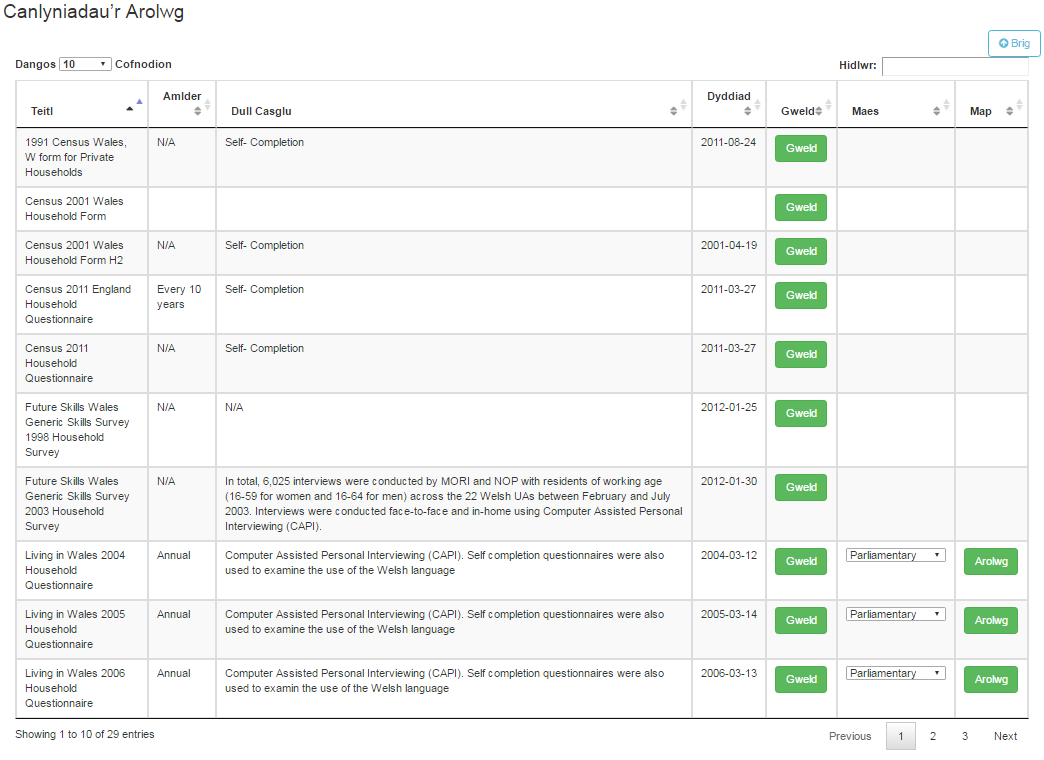 Canlyniadau’r Arolwg
Brig
Dangos 10 Cofnodion
Hidlwr:
Teitl Amlder Dull Casglu Dyddiad Gweld Maes Map
1991 Census Wales, N/A Self- Completion 2011-08-24 Gweld
W form for Private
Households
Census 2001 Wales Gweld
Household Form
Census 2001 Wales N/A Self- Completion 2001-04-19 Gweld
Household Form H2
Census 2011 England Every 10 Self- Completion 2011-03-27 Gweld
Household years
Questionnaire
Census 2011 N/A Self- Completion 2011-03-27 Gweld
Household
Questionnaire
Future Skills Wales N/A N/A 2012-01-25 Gweld
Generic Skills Survey
1998 Household
Survey
Future Skills Wales N/A In total, 6,025 interviews were conducted by MORI and NOP with residents of working age 2012-01-30 Gweld
Generic Skills Survey (16-59 for women and 16-64 for men) across the 22 Welsh UAs between February and July
2003 Household 2003. Interviews were conducted face-to-face and in-home using Computer Assisted Personal
Survey Interviewing (CAPI).
Living in Wales 2004 Annual Computer Assisted Personal Interviewing (CAPI). Self completion questionnaires were also 2004-03-12 Gweld Parliamentary Arolwg
Household used to examine the use of the Welsh language
Questionnaire
Living in Wales 2005 Annual Computer Assisted Personal Interviewing (CAPI). Self completion questionnaires were also 2005-03-14 Gweld Parliamentary Arolwg
Household used to examine the use of the Welsh language
Questionnaire
Living in Wales 2006 Annual Computer Assisted Personal Interviewing (CAPI). Self completion questionnaires were also 2006-03-13 Gweld Parliamentary Arolwg
Household used to examin the use of the Welsh language
Questionnaire
Showing 1 to 10 of 29 entries
Previous 1 2 3 Next